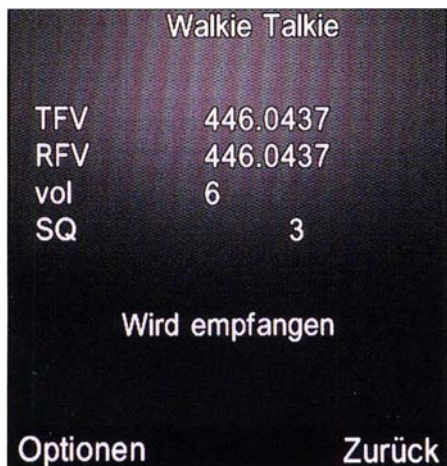 Walkie Talkie
TFV 446.0437
RFV 446.0437
vol 6
SQ 3
Wird empfangen
Optionen Zurück